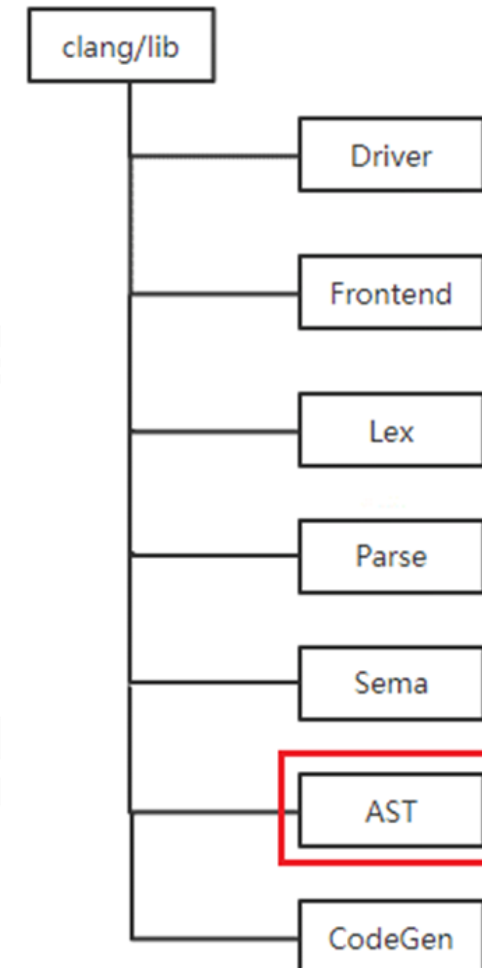 clang/lib
Driver
Frontend
Lex
Parse
Sema
AST
CodeGen